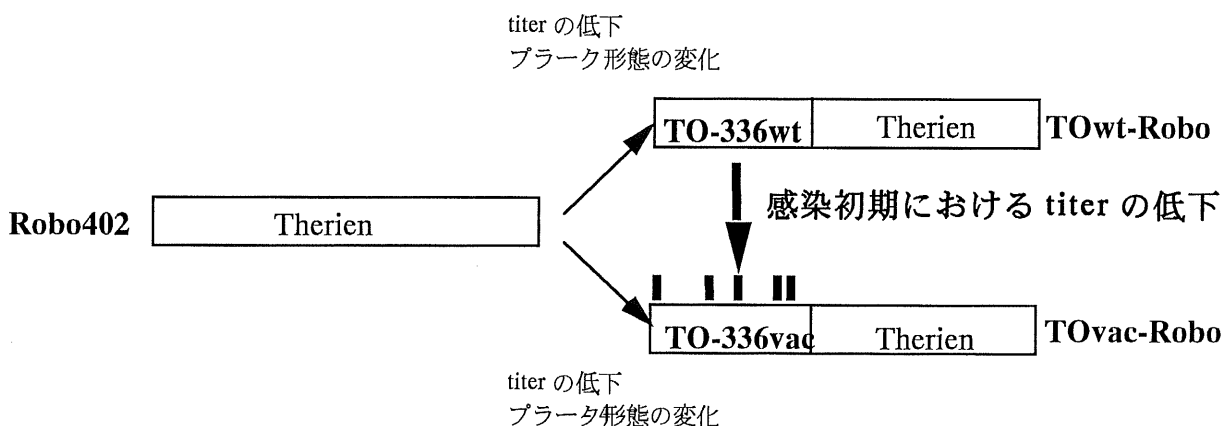 titer の低下
プラーク形態の変化
TO-336wt
Therien
TOwt-Robo
感染初期における titer の低下
Robo402
Therien
TO-336vac
Therien
TOvac-Robo
titer の低下
プラータ4形態の変化